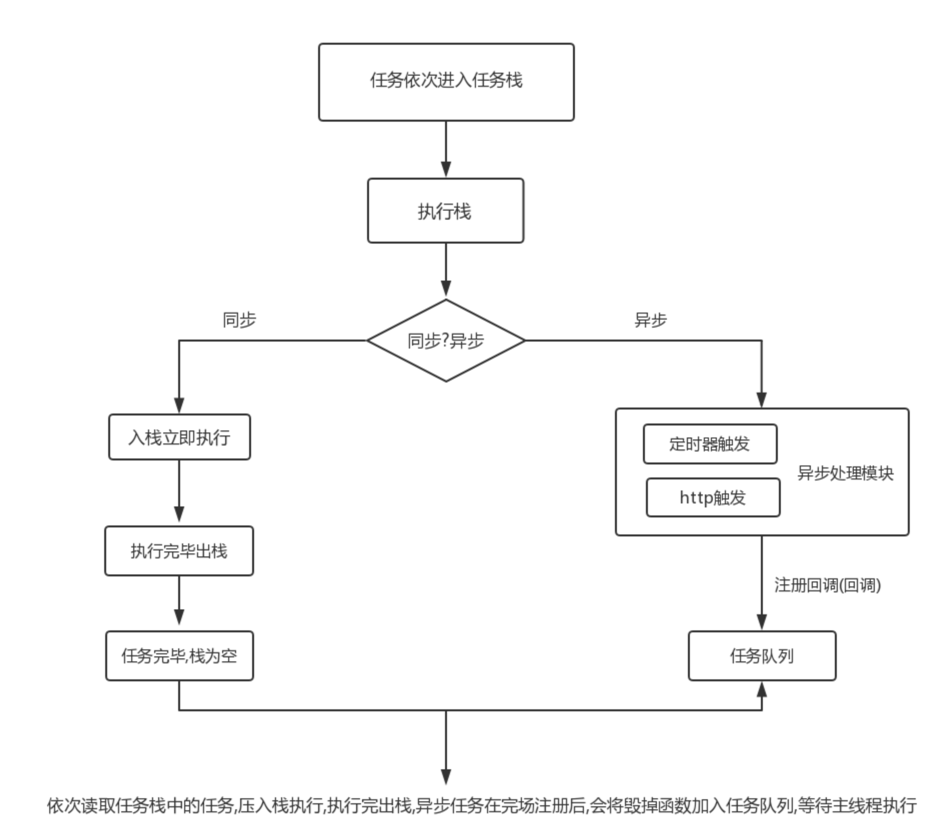 任务依次进入任务栈
执行栈
同步?异步
同步
异步
入栈立即执行
执行完毕出栈
任务完毕,栈为空
定时器触发
http触发
异步处理模块
注册回调(回调)
任务队列
依次读取任务栈中的任务,压入栈执行,执行完出栈,异步任务在完场注册后,会将毁掉函数加入任务队列,等待主线程执行